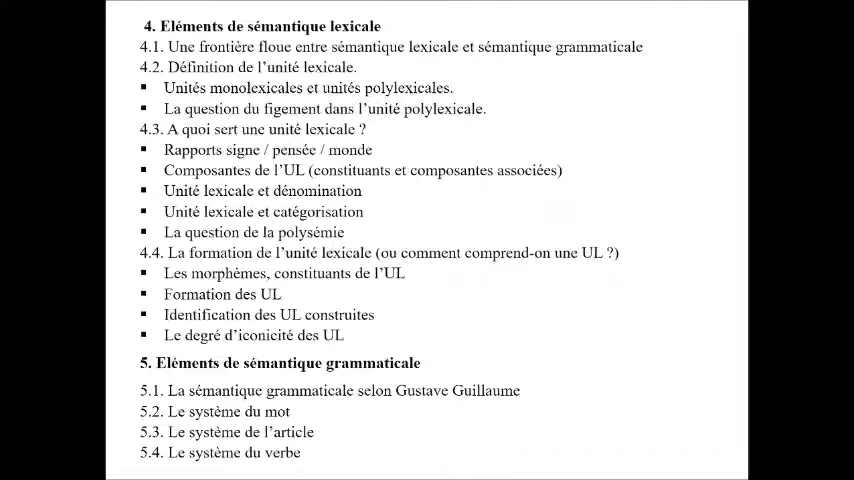 4. Eléments de sémantique lexicale
4.1. Une frontière floue entre sémantique lexicale et sémantique grammaticale
4.2. Définition de l’unité lexicale.
▪ Unités monolexicales et unités polylexicales.
▪ La question du figement dans l’unité polylexicale.
4.3. A quoi sert une unité lexicale ?
▪ Rapports signe / pensée / monde
▪ Composantes de l’UL (constituants et composantes associées)
▪ Unité lexicale et dénomination
▪ Unité lexicale et catégorisation
▪ La question de la polysémie
4.4. La formation de l’unité lexicale (ou comment comprend-on une UL ?)
▪ Les morphèmes, constituants de l’UL
▪ Formation des UL
▪ Identification des UL construites
▪ Le degré d’iconicité des UL
5. Eléments de sémantique grammaticale
5.1. La sémantique grammaticale selon Gustave Guillaume
5.2. Le système du mot
5.3. Le système de l’article
5.4. Le système du verbe